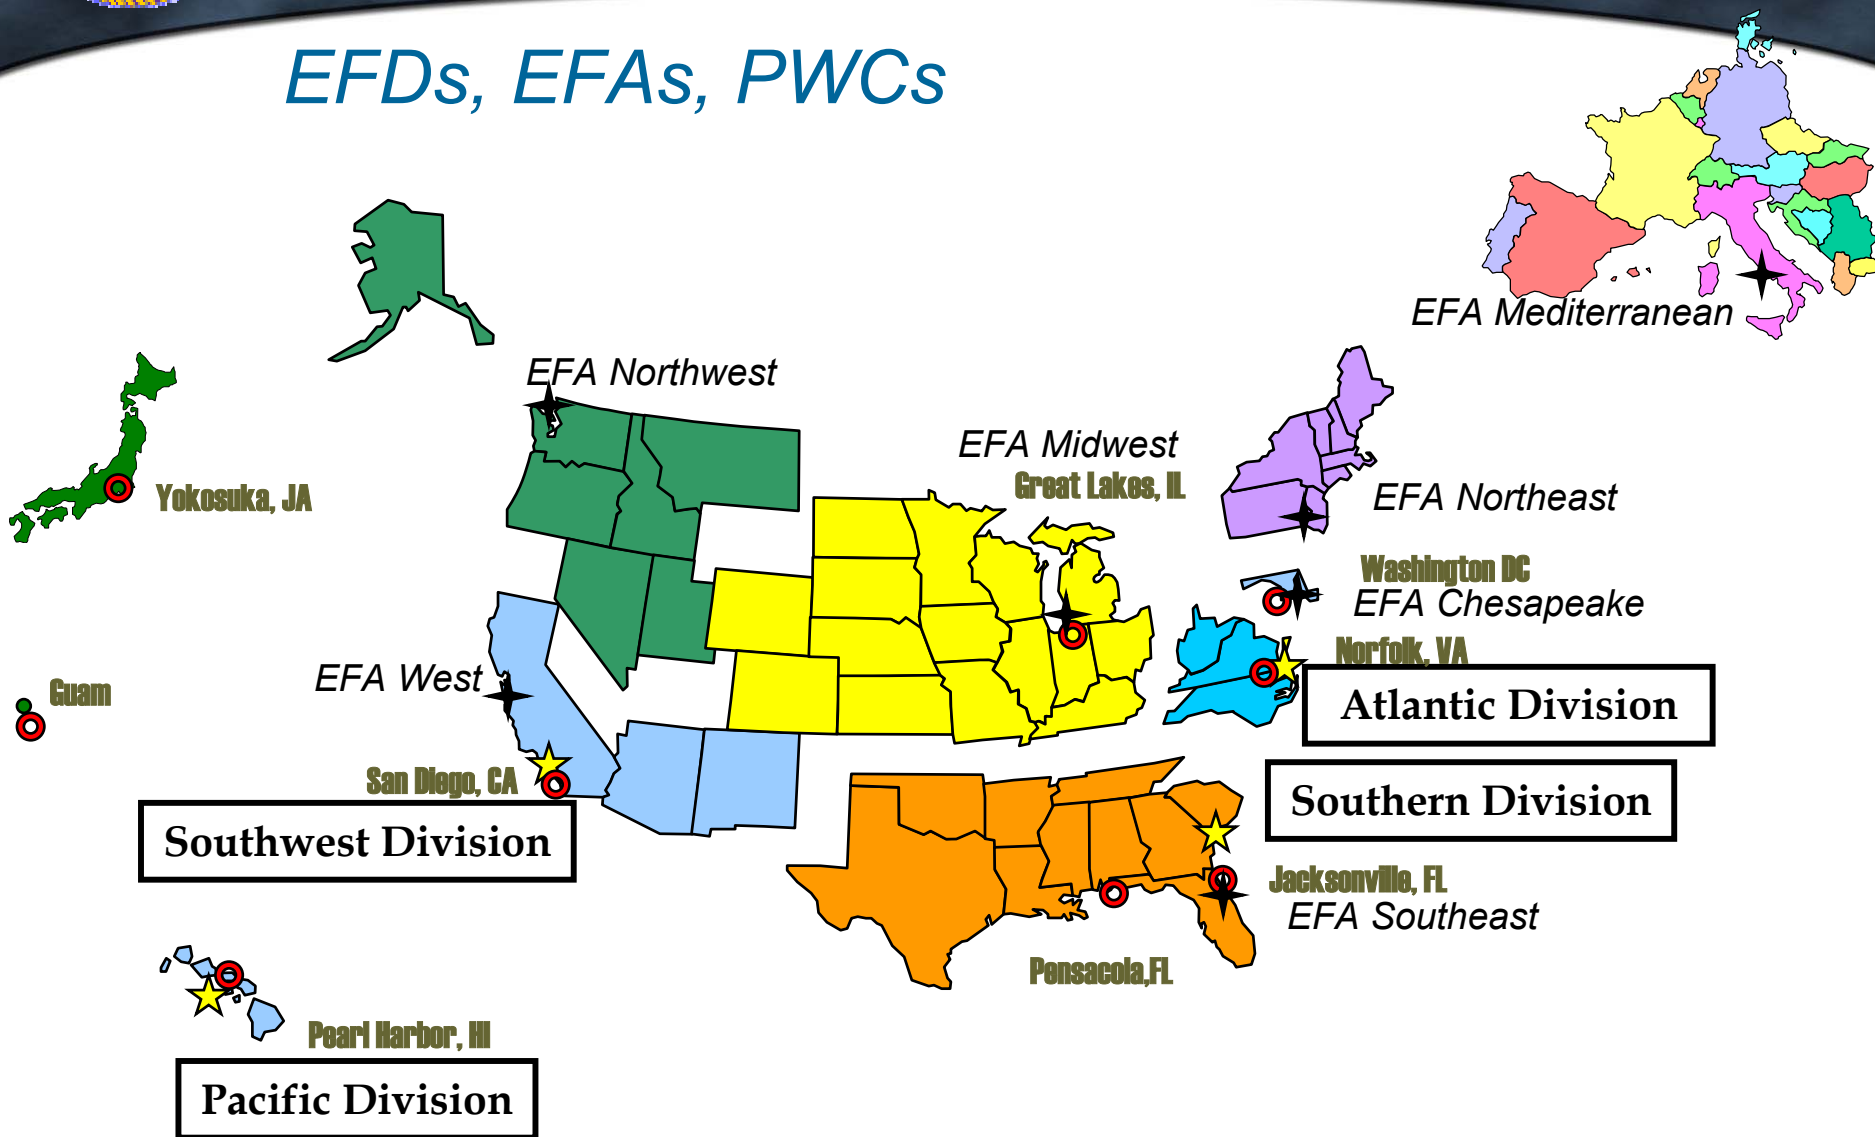 EFDs, EFAs, PWCs
EFA Mediterranean
EFA Northwest
EFA Midwest
Great Lakes, IL
Yokosuka, JA
EFA Northeast
Washington DC
EFA Chesapeake
Norfolk, VA
Atlantic Division
EFA West
Guam
San Diego, CA
Southwest Division
Southern Division
Jacksonville, FL
EFA Southeast
Pensacola,FL
Pearl Harbor, HI
Pacific Division